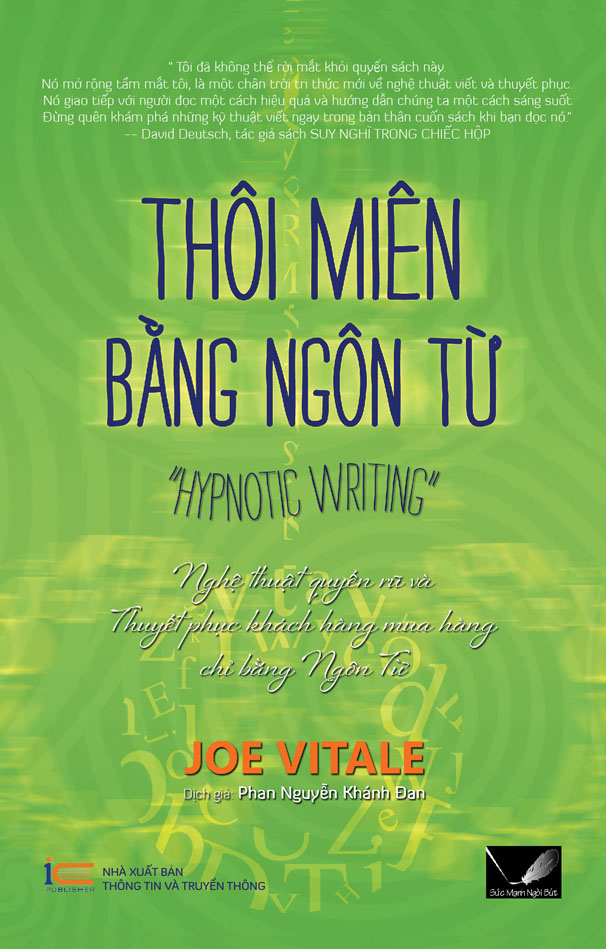 “ Tôi đã không thể rời mắt khỏi quyển sách này.
Nó mở rộng tầm mắt tôi, là một chân trời tri thức mới về nghệ thuật viết và thuyết phục.
Nó giao tiếp với người đọc một cách hiệu quả và hướng dẫn chúng ta một cách sáng suốt
Đừng quên khám phá những kỹ thuật viết ngay trong bản thân cuốn sách khi bạn đọc nó.”
-- David Deutsch, tác giả sách SUY NGHĨ TRONG CHIẾC HỘP
THÔI MIÊN
BẰNG NGÔN TỪ
“HYPNOTIC WRITING”
Nghệ thuật quyến rũ và
Thuyết phục khách hàng mua hàng
chỉ bằng Ngôn Từ
JOE VITALE
Dịch giả: Phan Nguyễn Khánh Đan
ic
PUBLISHER
NHÀ XUẤT BẢN
THÔNG TIN VÀ TRUYỀN THÔNG
Sức Mạnh Ngòi Bút